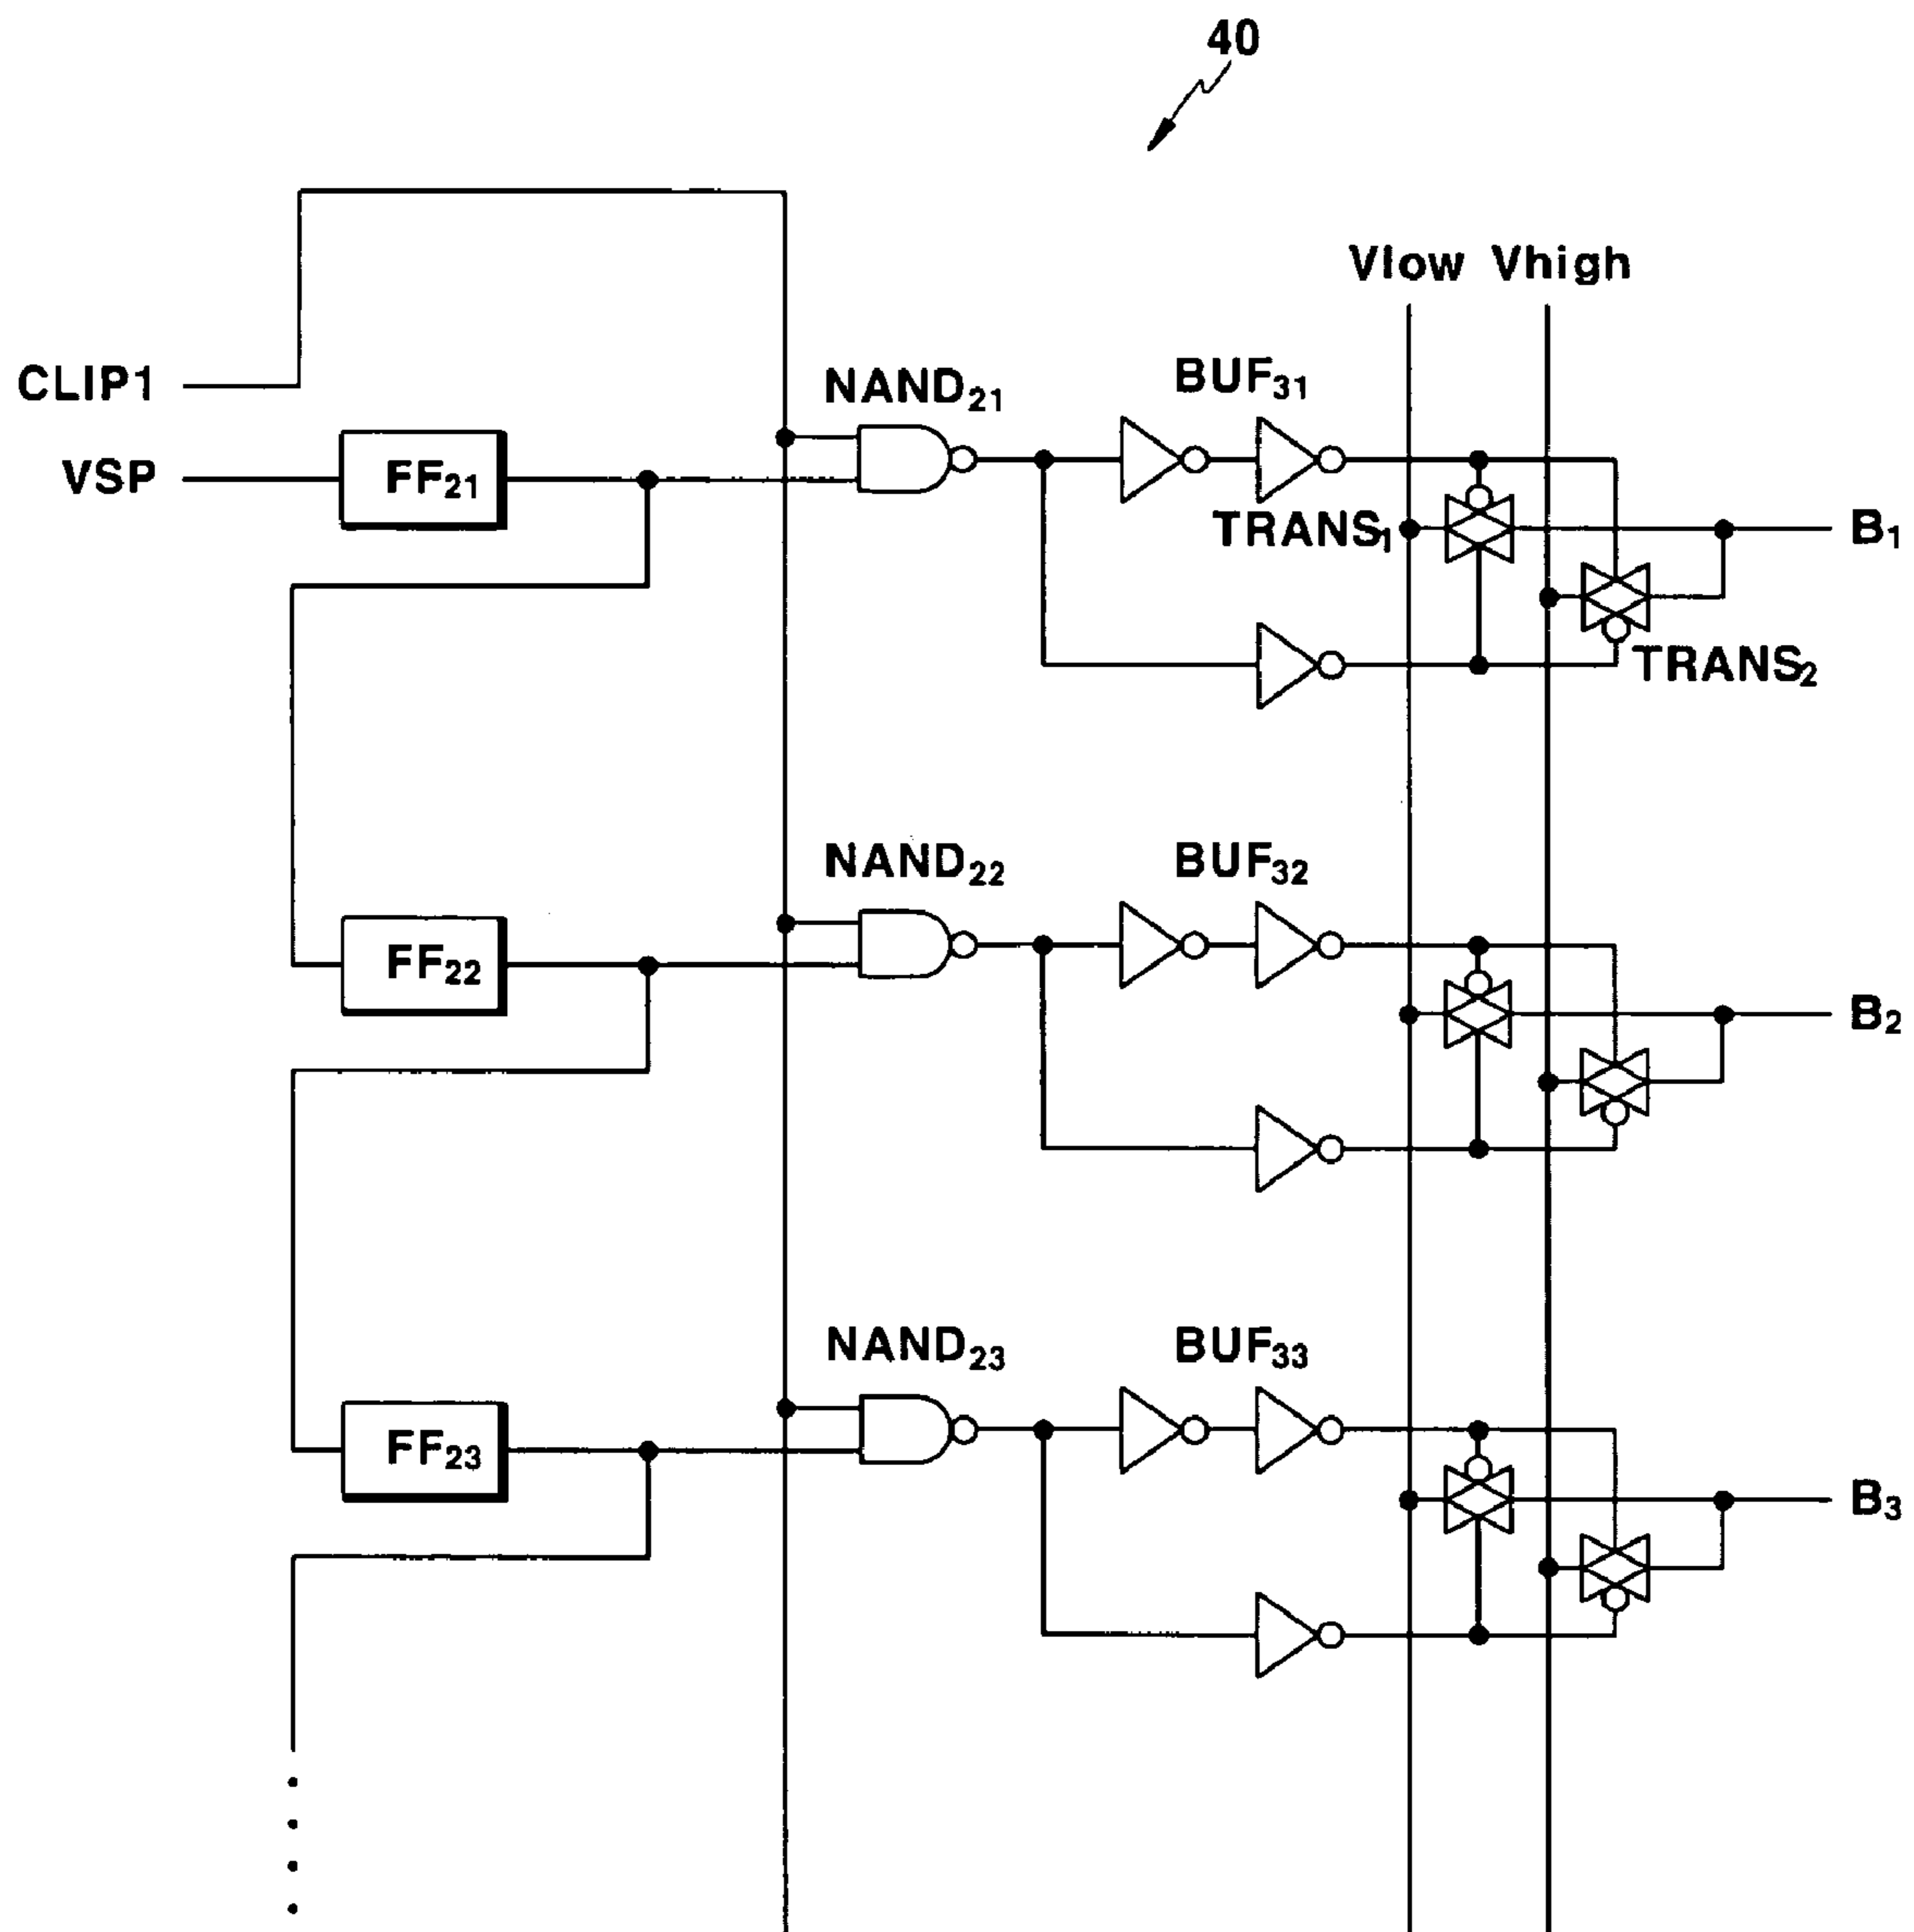 40
Vlow Vhigh
CLIP1
NAND21
BUF31
VSP
FF21
TRANS1
B1
TRANS2
NAND22
BUF32
FF22
B2
NAND23
BUF33
FF23
B3